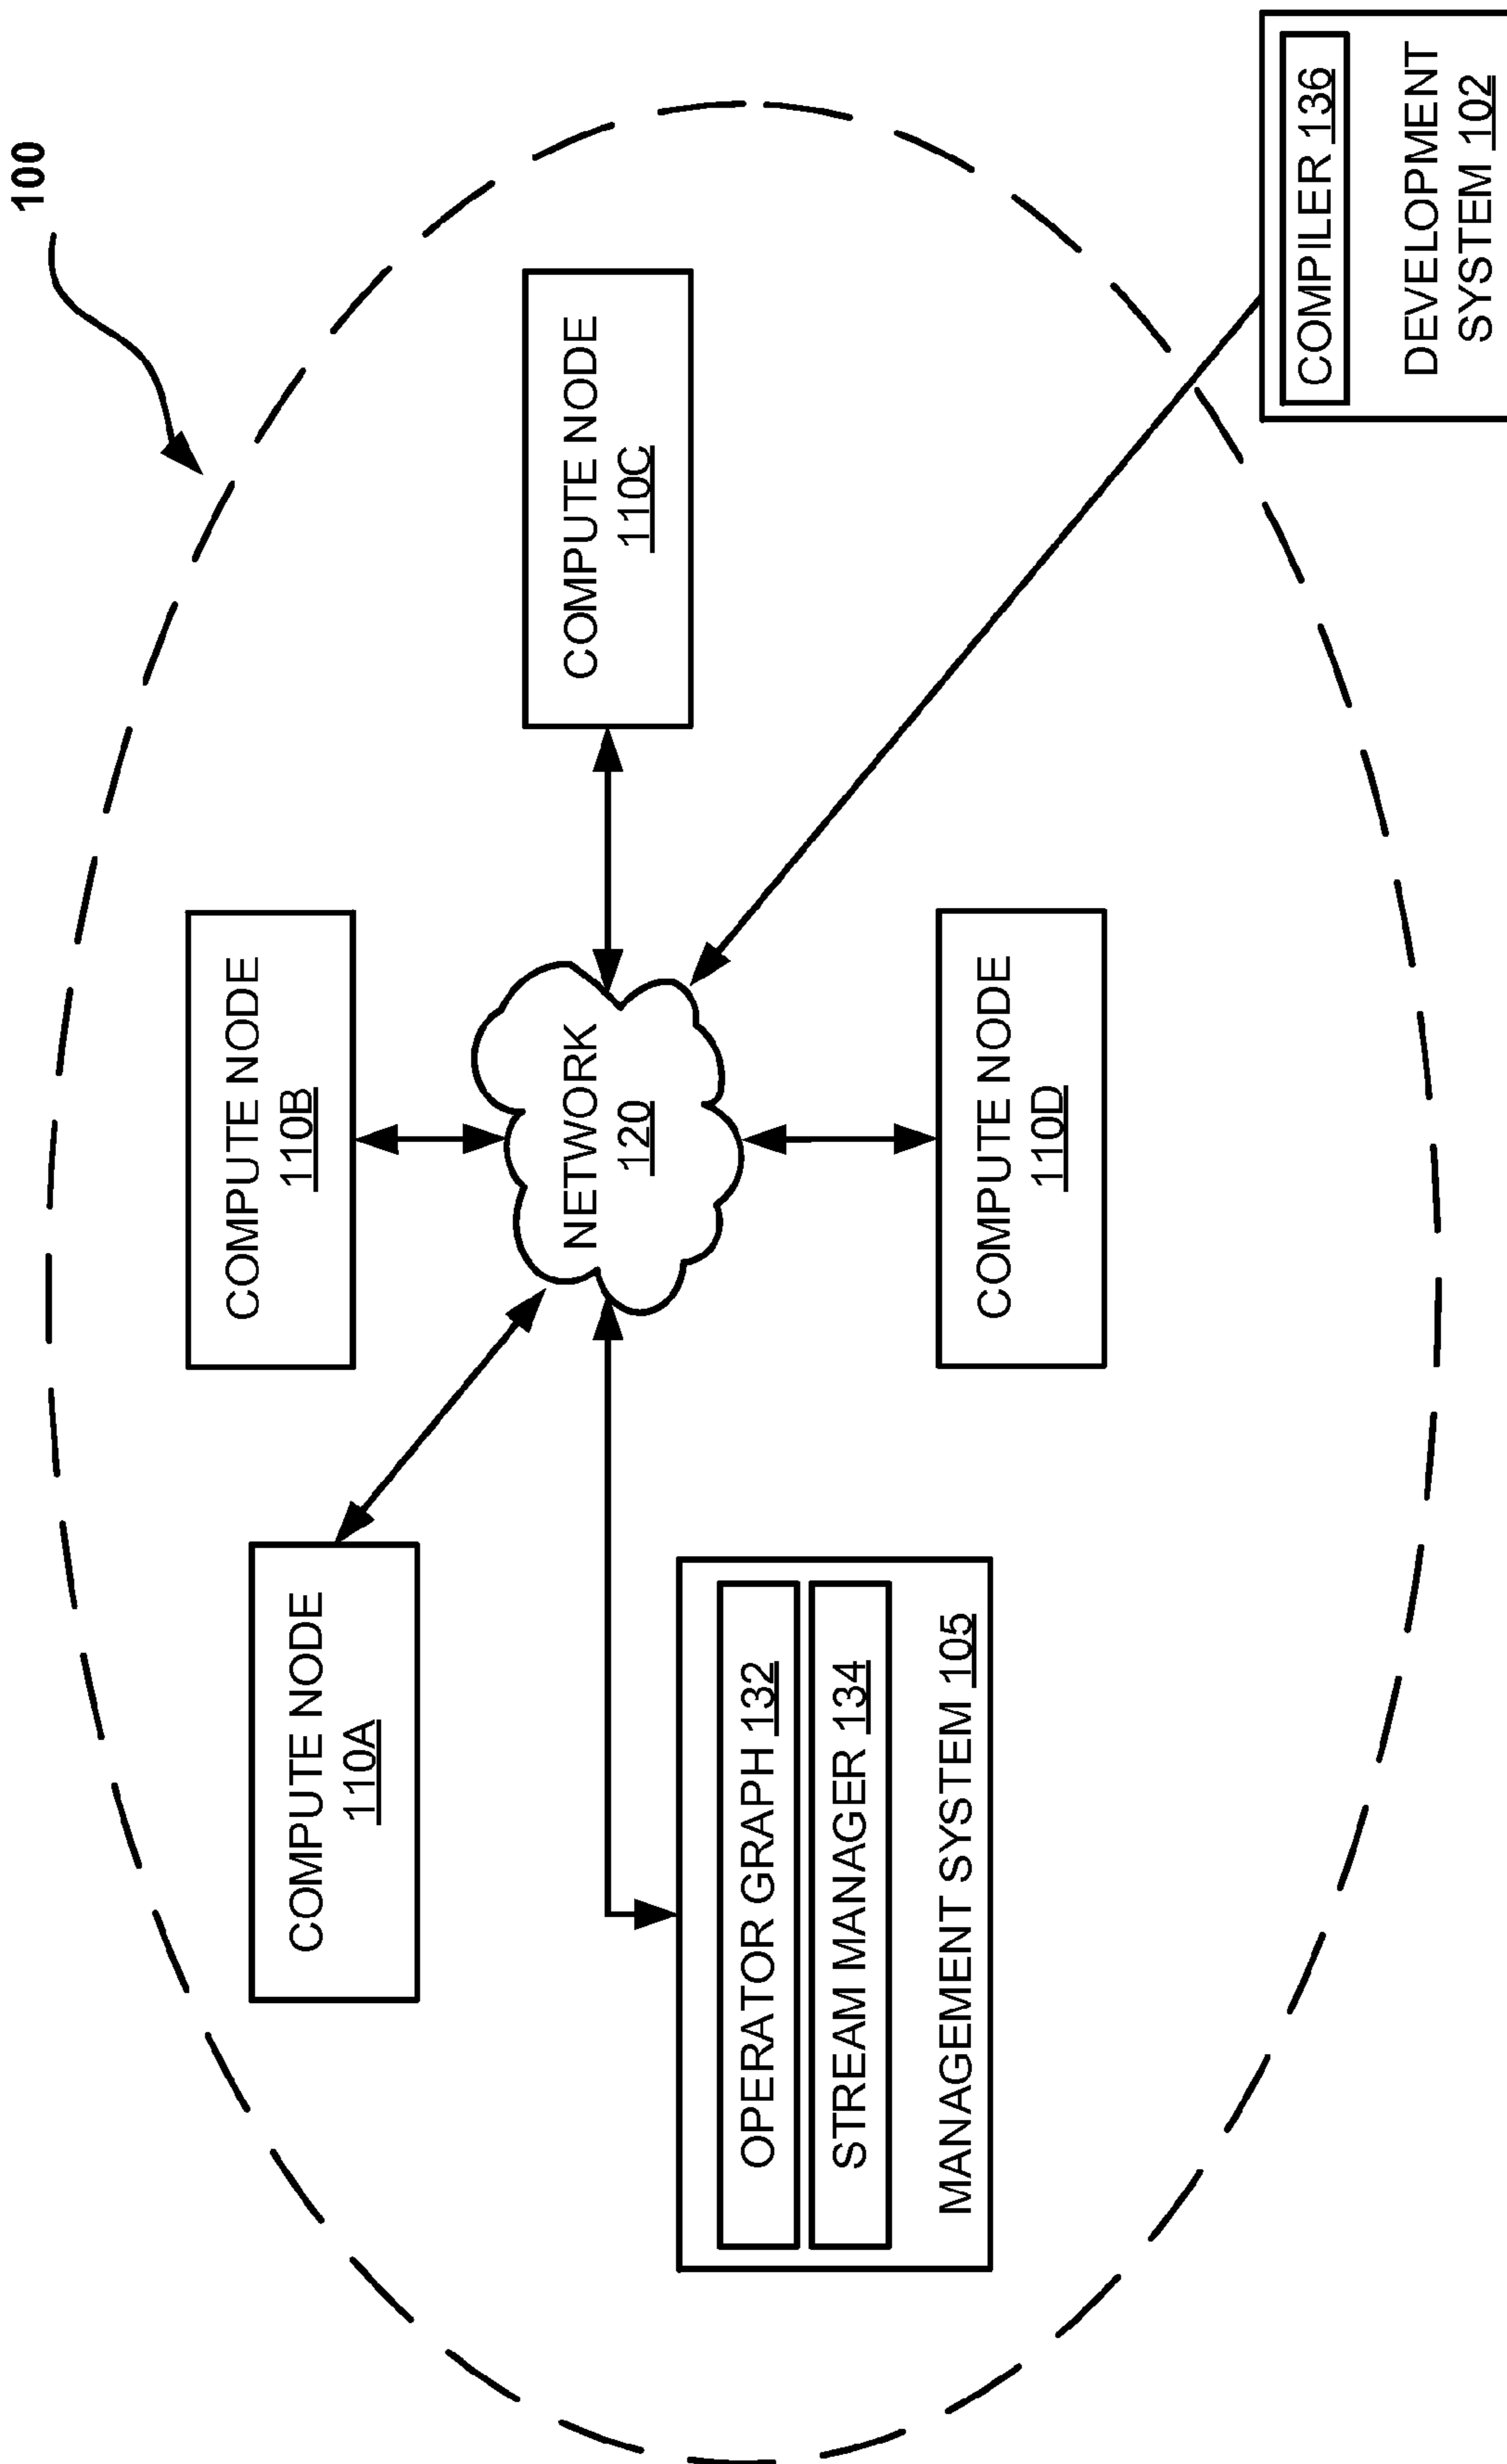 100
COMPUTE NODE
110A
COMPUTE NODE
110B
COMPUTE NODE
110C
NETWORK
120
OPERATOR GRAPH 132
STREAM MANAGER 134
MANAGEMENT SYSTEM 105
COMPUTE NODE
110D
COMPILER 136
DEVELOPMENT
SYSTEM 102